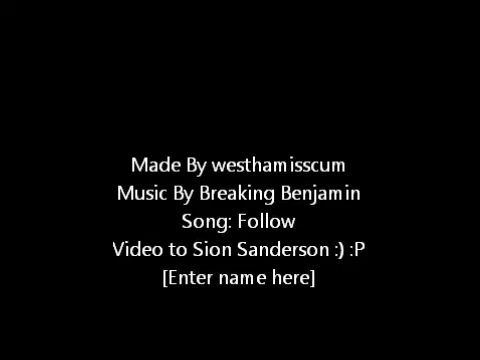 Made By westhamisscum
Music By Breaking Benjamin
Song: Follow
Video to Sion Sanderson :) :P
[Enter name here]